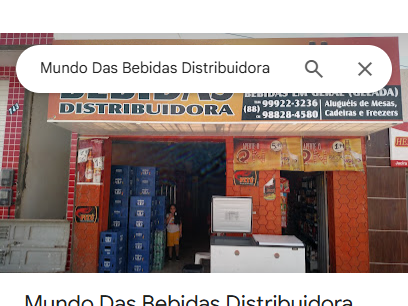 Mundo Das Bebidas Distribuidora
BEBIDAS
DISTRIBUIDORA
BEBIDAS EM GERAL (GELADA)
(88) 99922-3236
98828-4580
Aluguéis de Mesas,
Cadeiras e Freezers
Mundo Das Bebidas Distribuidora